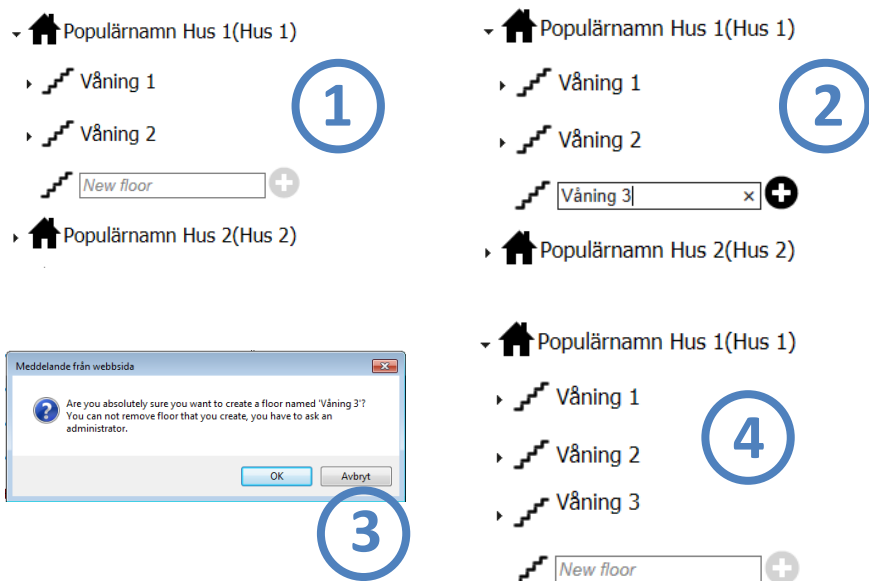 Populärnamn Hus 1(Hus 1)
Våning 1
Våning 2
New floor
Populärnamn Hus 2(Hus 2)
1
Populärnamn Hus 1(Hus 1)
Våning 1
Våning 2
Våning 3
Populärnamn Hus 2(Hus 2)
2
Meddelande från webbsida
Are you absolutely sure you want to create a floor named 'Våning 3'?
You can not remove floor that you create, you have to ask an
administrator.
OK
Avbryt
3
Populärnamn Hus 1(Hus 1)
Våning 1
Våning 2
Våning 3
New floor
4